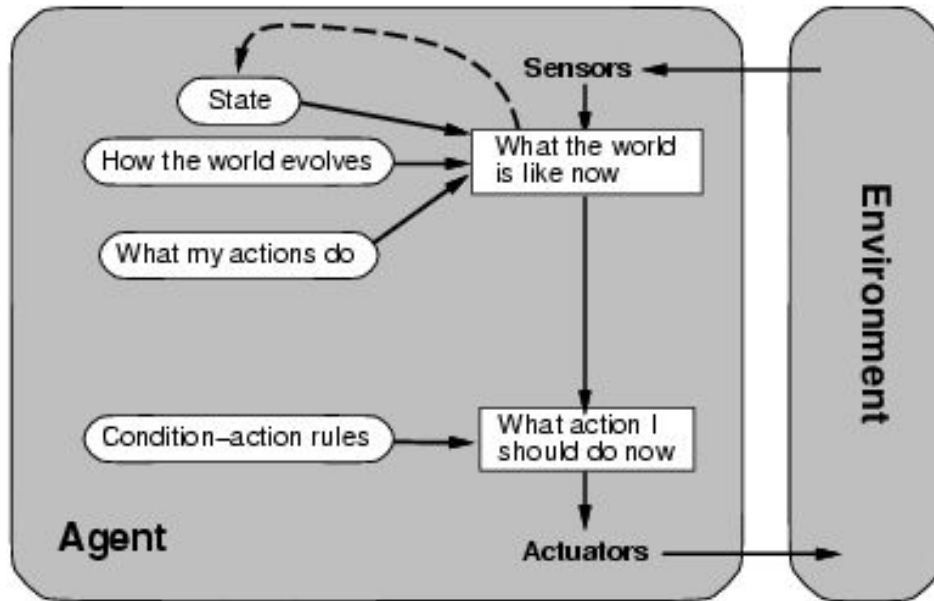 Sensors
State
What the world
is like now
How the world evolves
What my actions do
Environment
What action I
should do now
Condition–action rules
Agent
Actuators